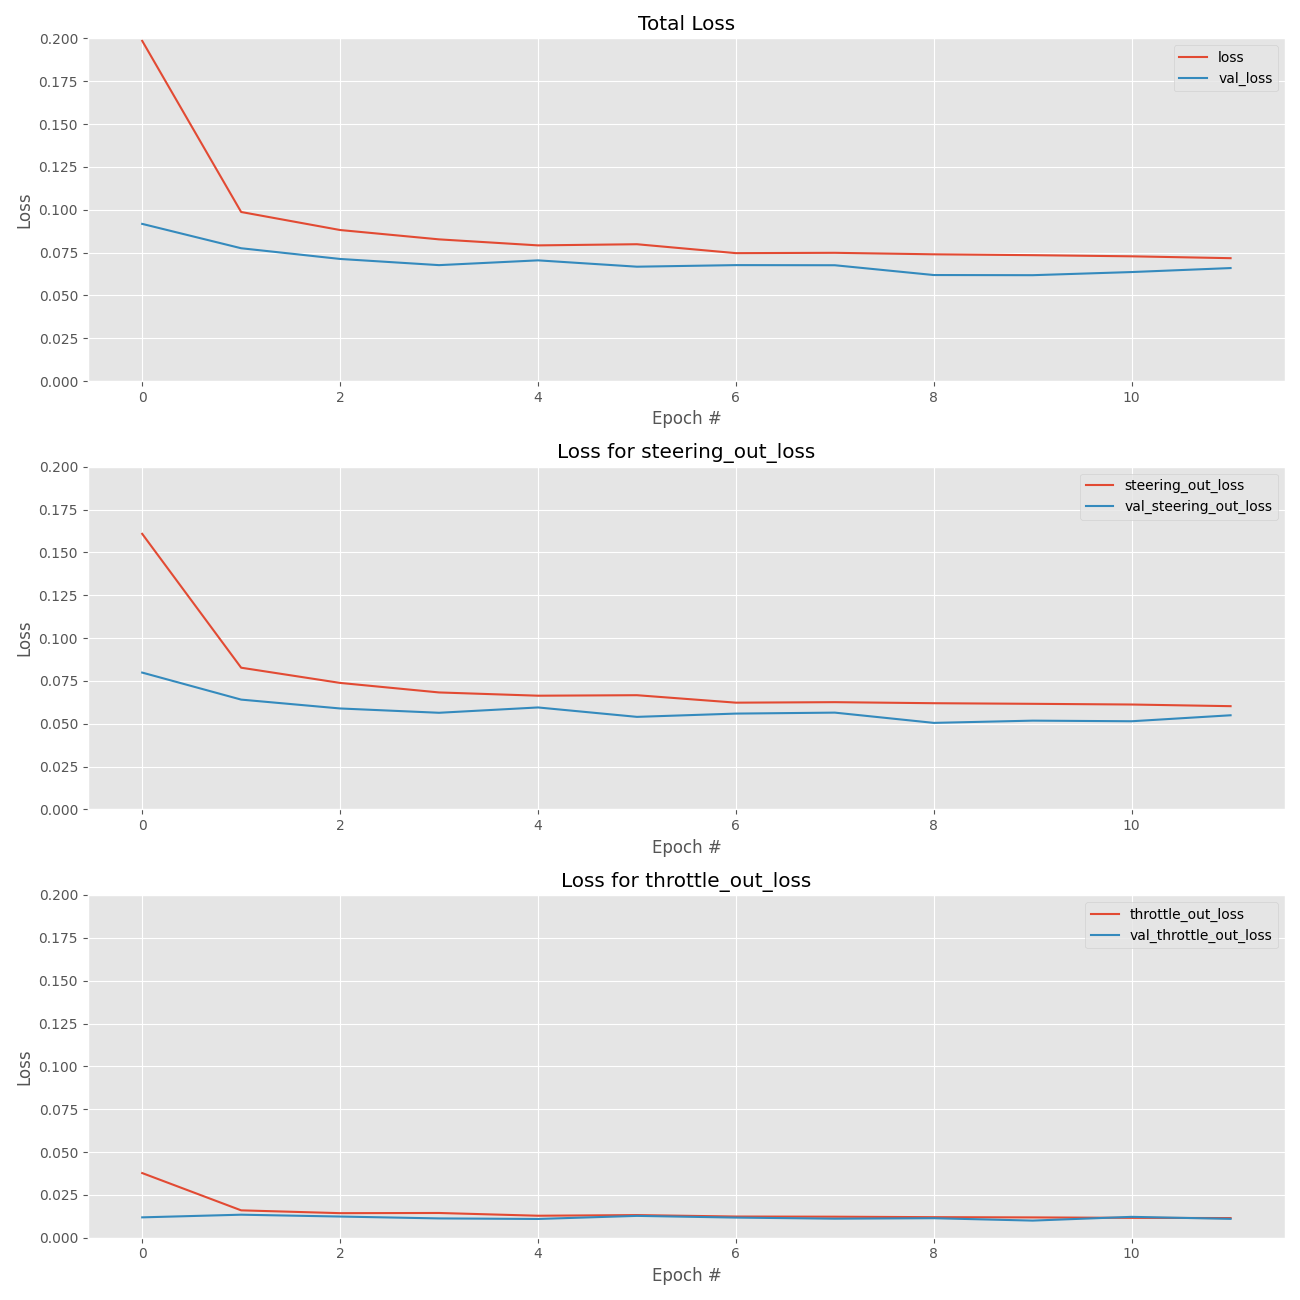 Total Loss
0.200
0.175
0.150
0.125
0.100
0.075
0.050
0.025
0.000
Loss
loss
val_loss
0 2 4 6 8 10
Epoch #
Loss for steering_out_loss
0.200
0.175
0.150
0.125
0.100
0.075
0.050
0.025
0.000
Loss
steering_out_loss
val_steering_out_loss
0 2 4 6 8 10
Epoch #
Loss for throttle_out_loss
0.200
0.175
0.150
0.125
0.100
0.075
0.050
0.025
0.000
Loss
throttle_out_loss
val_throttle_out_loss
0 2 4 6 8 10
Epoch #